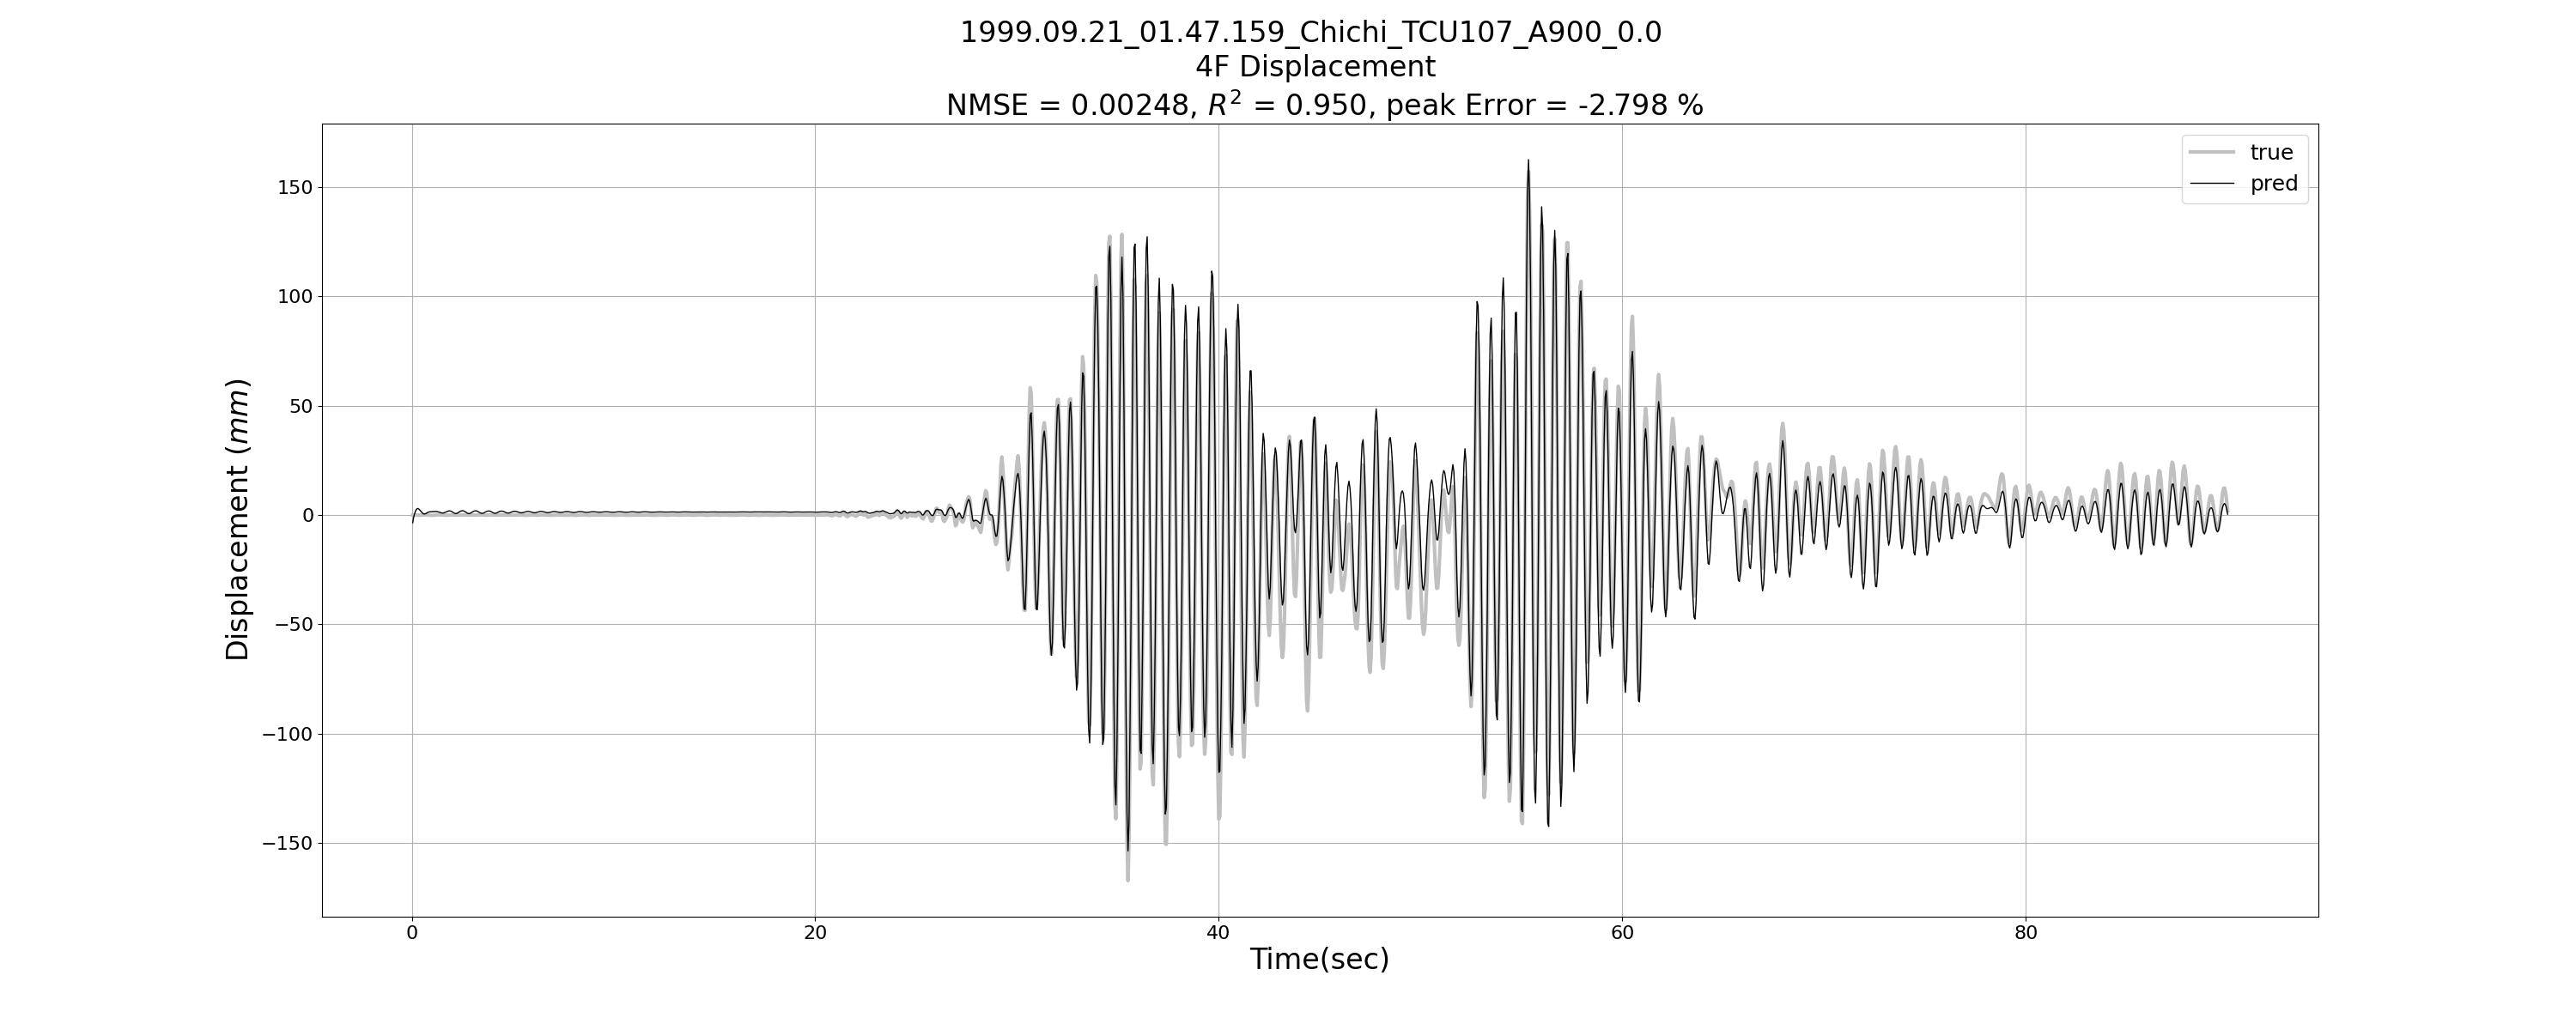 1999.09.21_01.47.159_Chichi_TCU107_A900_0.0
4F Displacement
NMSE = 0.00248, R² = 0.950, peak Error = -2.798 %
true
pred
Displacement (mm)
150
100
50
0
−50
−100
−150
0 20 40 60 80
Time(sec)